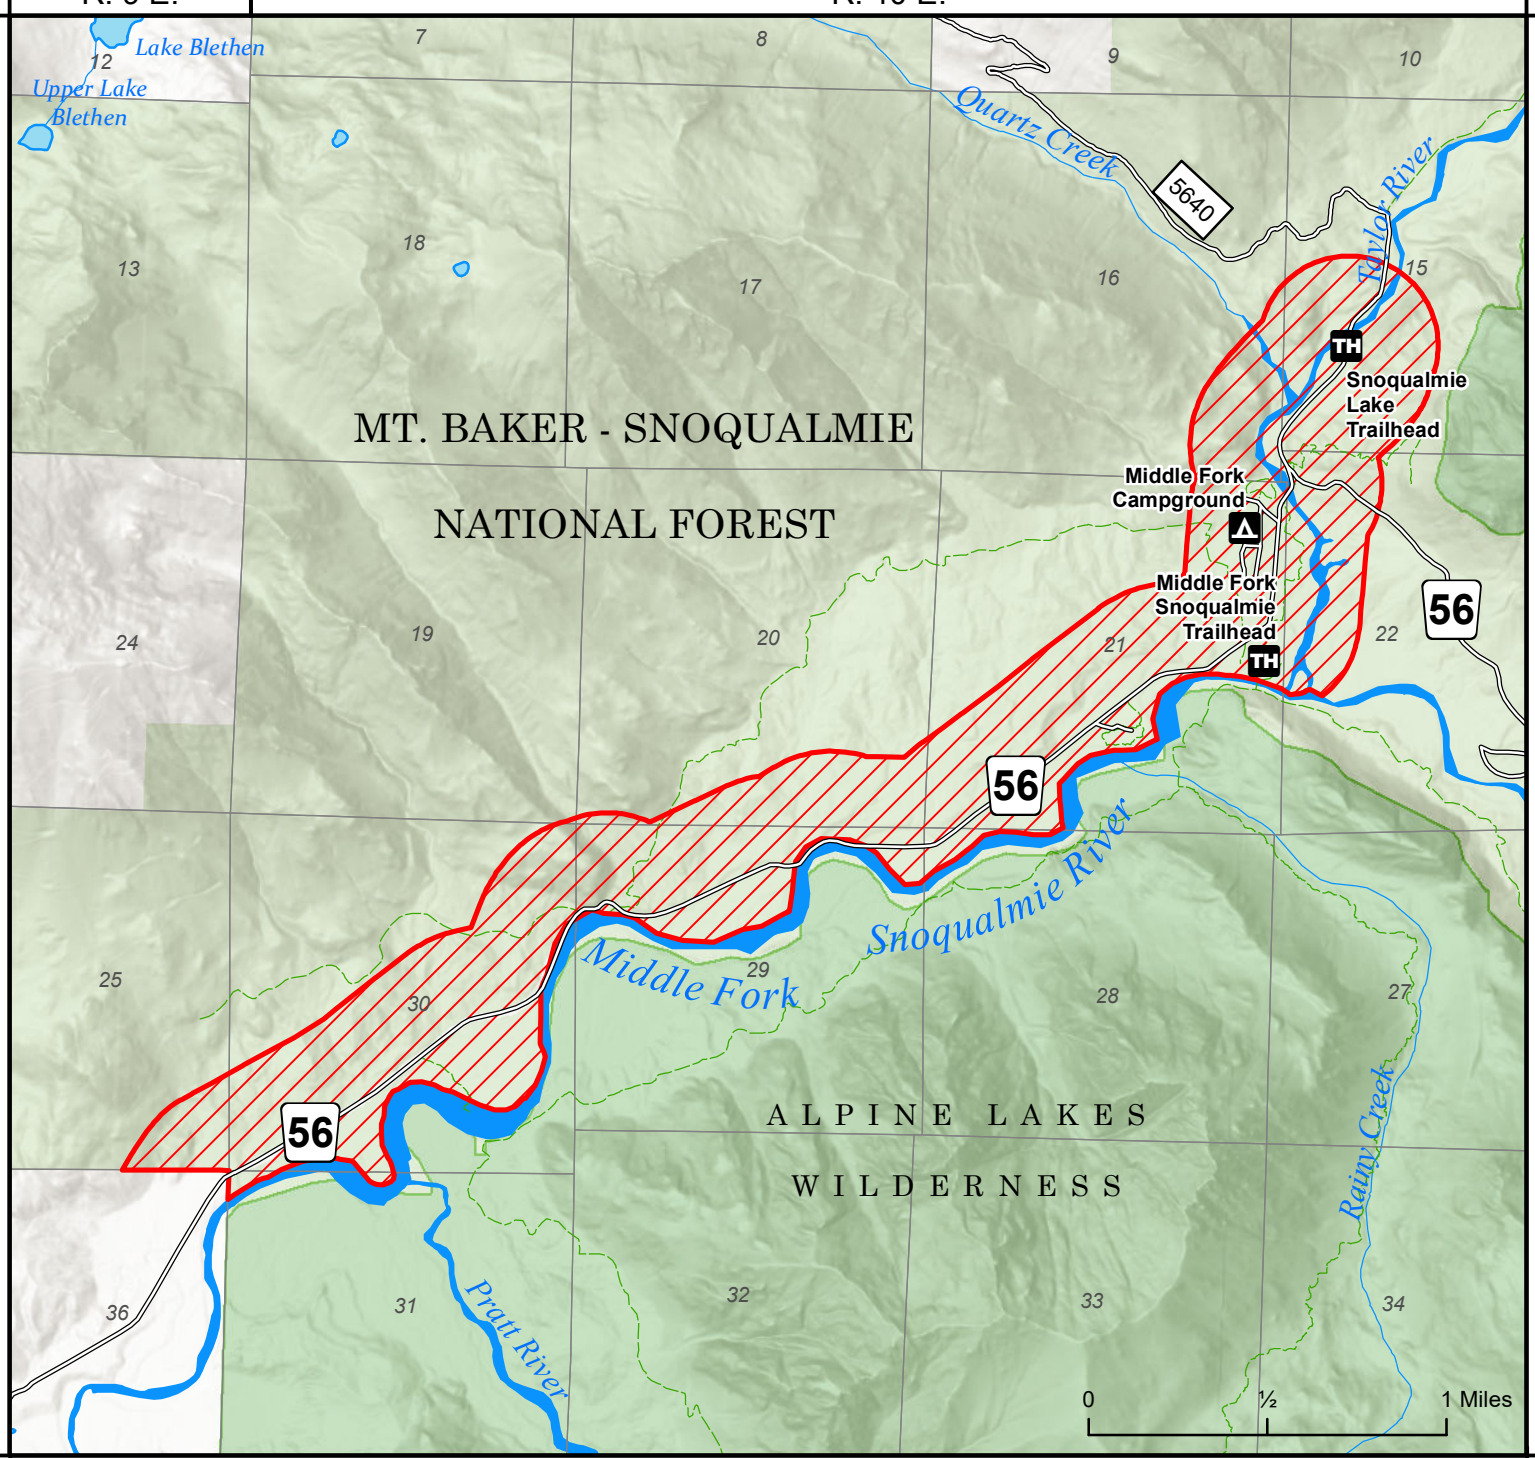 R. 9 E.
R. 10 E.
7
8
9
10
12
Lake Blethen
Upper Lake
Blethen
Quartz Creek
Taylor River
5640
13
18
17
16
15
TH
Snoqualmie
Lake
Trailhead
MT. BAKER - SNOQUALMIE
NATIONAL FOREST
Middle Fork
Campground
Middle Fork
Snoqualmie
Trailhead
TH
56
24
19
20
21
22
56
Snoqualmie River
Middle Fork
25
30
29
28
27
56
ALPINE LAKES
WILDERNESS
Rainy Creek
Pratt River
36
31
32
33
34
0 ½ 1 Miles